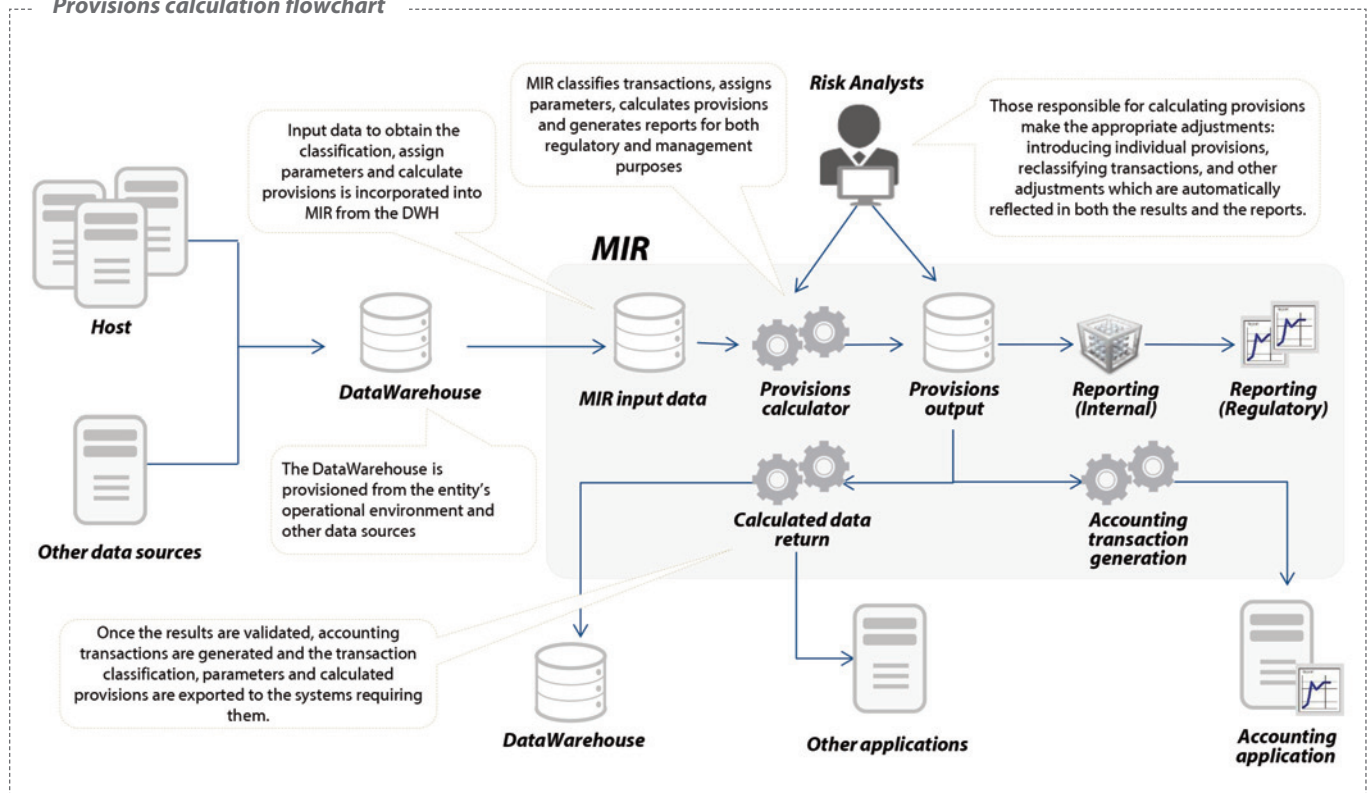 Provisions calculation flowchart
MIR classifies transactions, assigns
parameters, calculates provisions
and generates reports for both
regulatory and management
purposes
Risk Analysts
Those responsible for calculating provisions
make the appropriate adjustments:
introducing individual provisions,
reclassifying transactions, and other
adjustments which are automatically
reflected in both the results and the reports.
Input data to obtain the
classification, assign
parameters and calculate
provisions is incorporated into
MIR from the DWH
MIR
Host
DataWarehouse
MIR input data
Provisions
calculator
Provisions
output
Reporting
(Internal)
Reporting
(Regulatory)
The DataWarehouse is
provisioned from the entity's
operational environment and
other data sources
Other data sources
Calculated data
return
Accounting
transaction
generation
Once the results are validated, accounting
transactions are generated and the transaction
classification, parameters and calculated
provisions are exported to the systems requiring
them.
DataWarehouse
Other applications
Accounting
application